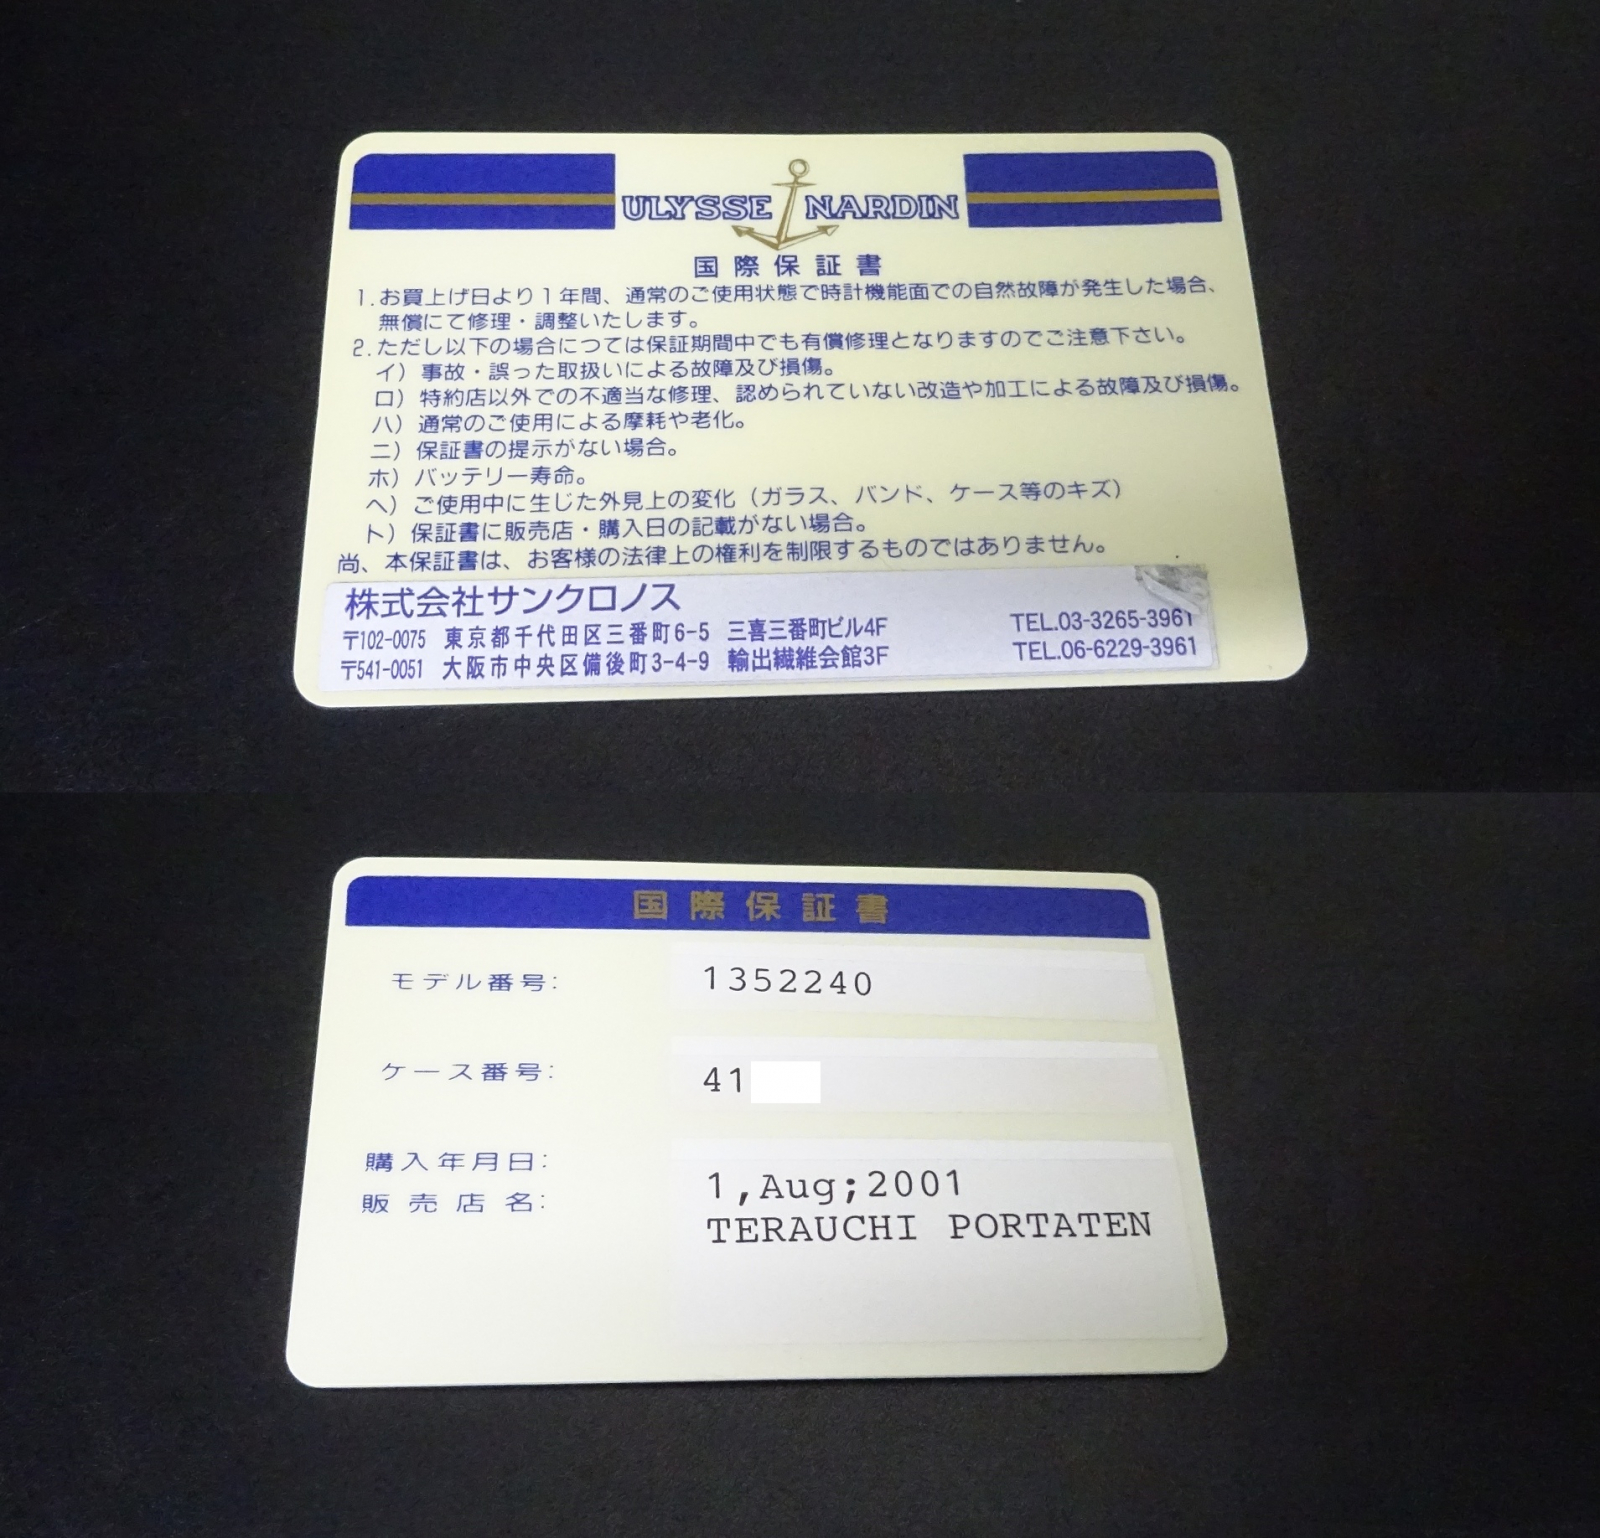 ULYSSE NARDIN
国際保証書
1.お買上げ日より1年間、通常のご使用状態で時計機能面での自然故障が発生した場合、
無償にて修理・調整いたします。
2.ただし以下の場合につては保証期間中でも有償修理となりますのでご注意下さい。
イ）事故・誤った取扱いによる故障及び損傷。
ロ）特約店以外での不適当な修理、認められていない改造や加工による故障及び損傷。
ハ）通常のご使用による摩耗や老化。
ニ）保証書の提示がない場合。
ホ）バッテリー寿命。
ヘ）ご使用中に生じた外見上の変化（ガラス、バンド、ケース等のキズ）
ト）保証書に販売店・購入日の記載がない場合。
尚、本保証書は、お客様の法律上の権利を制限するものではありません。
株式会社サンクロノス
〒102-0075 東京都千代田区三番町6-5 三喜三番町ビル4F TEL.03-3265-3961
〒541-0051 大阪市中央区備後町3-4-9 輸出繊維会館3F TEL.06-6229-3961
国際保証書
モデル番号: 1352240
ケース番号: 41
購入年月日: 1,Aug;2001
販売店名: TERAUCHI PORTATEN